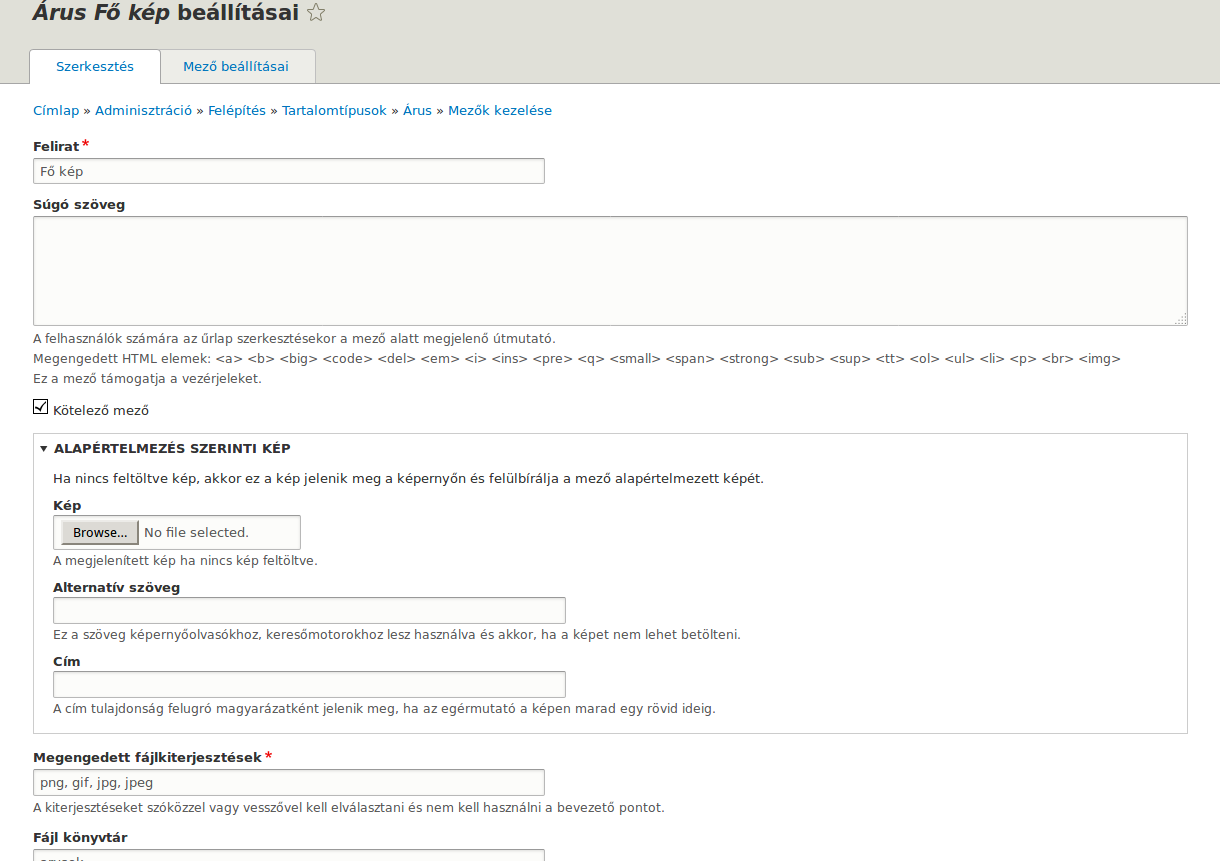 Árus Fő kép beállításai
Szerkesztés
Mező beállításai
Címlap » Adminisztráció » Felépítés » Tartalomtípusok » Árus » Mezők kezelése
Felirat*
Fő kép
Súgó szöveg
A felhasználók számára az űrlap szerkesztésekor a mező alatt megjelenő útmutató.
Megengedett HTML elemek: <a> <b> <big> <code> <del> <em> <i> <ins> <pre> <q> <small> <span> <strong> <sub> <sup> <tt> <ol> <ul> <li> <p> <br> <img>
Ez a mező támogatja a vezérjeleket.
Kötelező mező
ALAPÉRTELMEZÉS SZERINTI KÉP
Ha nincs feltöltve kép, akkor ez a kép jelenik meg a képernyőn és felülbírálja a mező alapértelmezett képét.
Kép
Browse... No file selected.
A megjelenített kép ha nincs kép feltöltve.
Alternatív szöveg
Ez a szöveg képernyőolvasókhoz, keresőmotorokhoz lesz használva és akkor, ha a képet nem lehet betölteni.
Cím
A cím tulajdonság felugró magyarázatként jelenik meg, ha az egérmutató a képen marad egy rövid ideig.
Megengedett fájlkiterjesztések*
png, gif, jpg, jpeg
A kiterjesztéseket szóközzel vagy vesszővel kell elválasztani és nem kell használni a bevezető pontot.
Fájl könyvtár